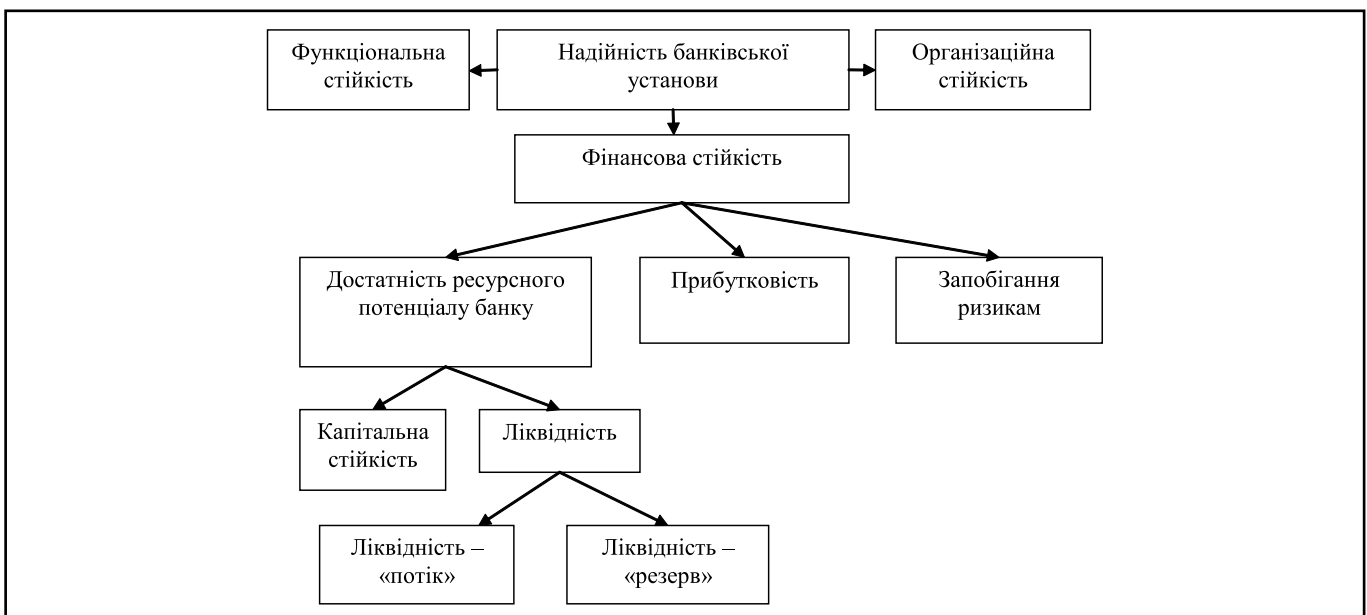 Функціональна
стійкість
Надійність банківської
установи
Організаційна
стійкість
Фінансова стійкість
Достатність ресурсного
потенціалу банку
Прибутковість
Запобігання
ризикам
Капітальна
стійкість
Ліквідність
Ліквідність –
«потік»
Ліквідність –
«резерв»